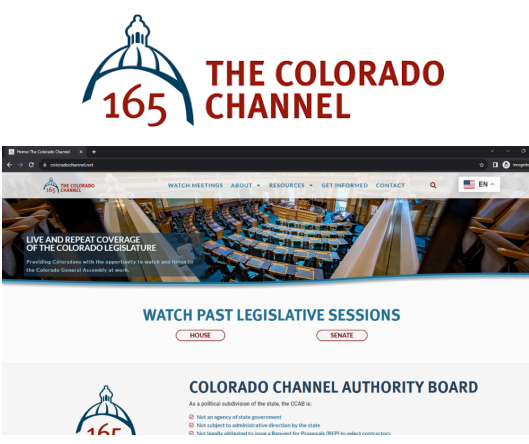 165
THE COLORADO
CHANNEL
Home: The Colorado Channel
coloradochannel.net
Incognito
165
THE COLORADO
CHANNEL
WATCH MEETINGS ABOUT RESOURCES GET INFORMED CONTACT
EN
LIVE AND REPEAT COVERAGE
OF THE COLORADO LEGISLATURE
Providing Coloradans with the opportunity to watch and listen to
the Colorado General Assembly at work.
WATCH PAST LEGISLATIVE SESSIONS
HOUSE SENATE
COLORADO CHANNEL AUTHORITY BOARD
As a political subdivision of the state, the CCAB is:
Not an agency of state government
Not subject to administrative direction by the state
Not legally obligated to issue a Request for Proposals (RFP) to select contractors
165